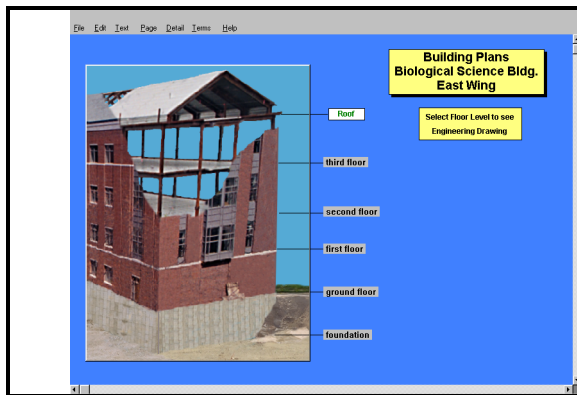 File Edit Text Page Detail Terms Help
Building Plans
Biological Science Bldg.
East Wing
Select Floor Level to see
Engineering Drawing
Roof
third floor
second floor
first floor
ground floor
foundation